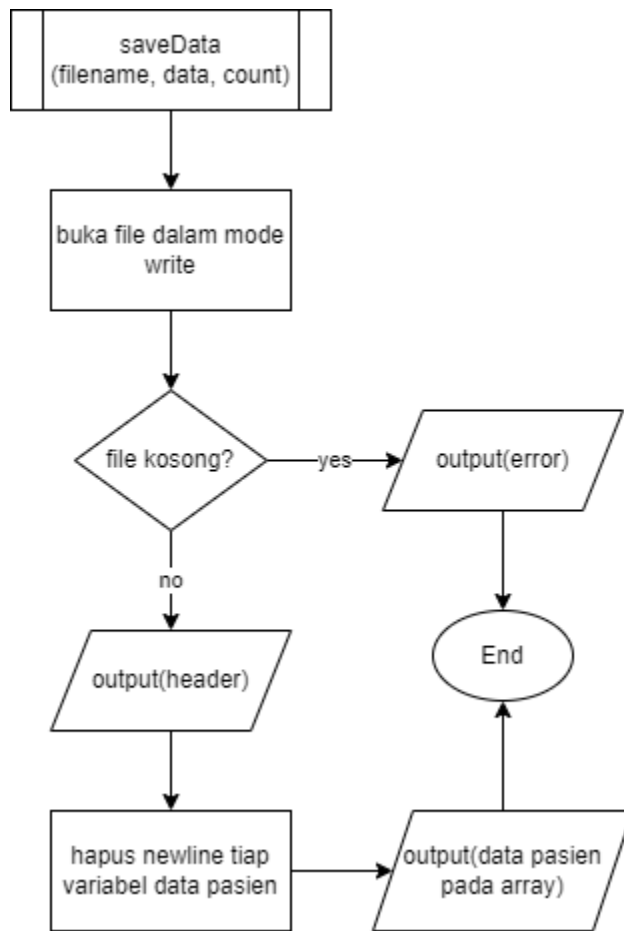 saveData
(filename, data, count)
buka file dalam mode
write
file kosong?
yes
output(error)
no
output(header)
End
hapus newline tiap
variabel data pasien
output(data pasien
pada array)